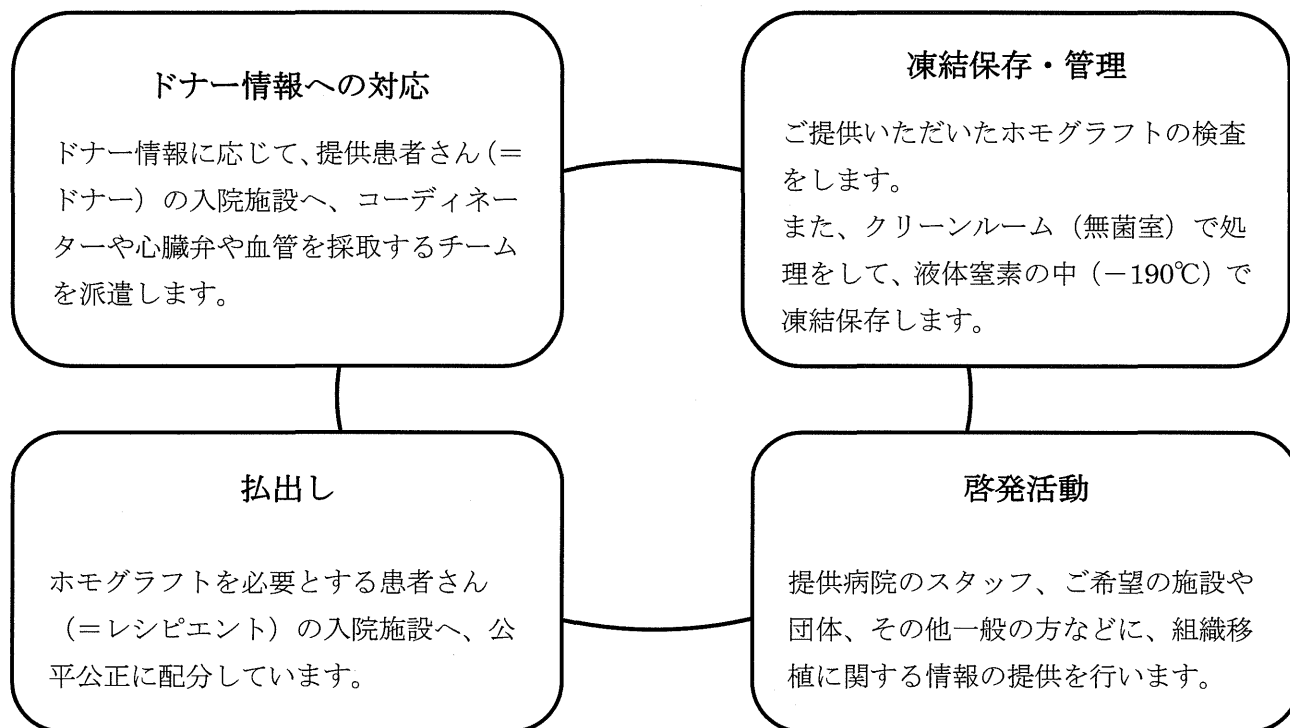 ドナー情報への対応
ドナー情報に応じて、提供患者さん(=
ドナー)の入院施設へ、コーディネー
ターや心臓弁や血管を採取するチーム
を派遣します。
凍結保存・管理
ご提供いただいたホモグラフトの検査
をします。
また、クリーンルーム(無菌室)で処
理をして、液体窒素の中(-190℃)で
凍結保存します。
払出し
ホモグラフトを必要とする患者さん
(=レシピエント)の入院施設へ、公
平公正に配分しています。
啓発活動
提供病院のスタッフ、ご希望の施設や
団体、その他一般の方などに、組織移
植に関する情報の提供を行います。